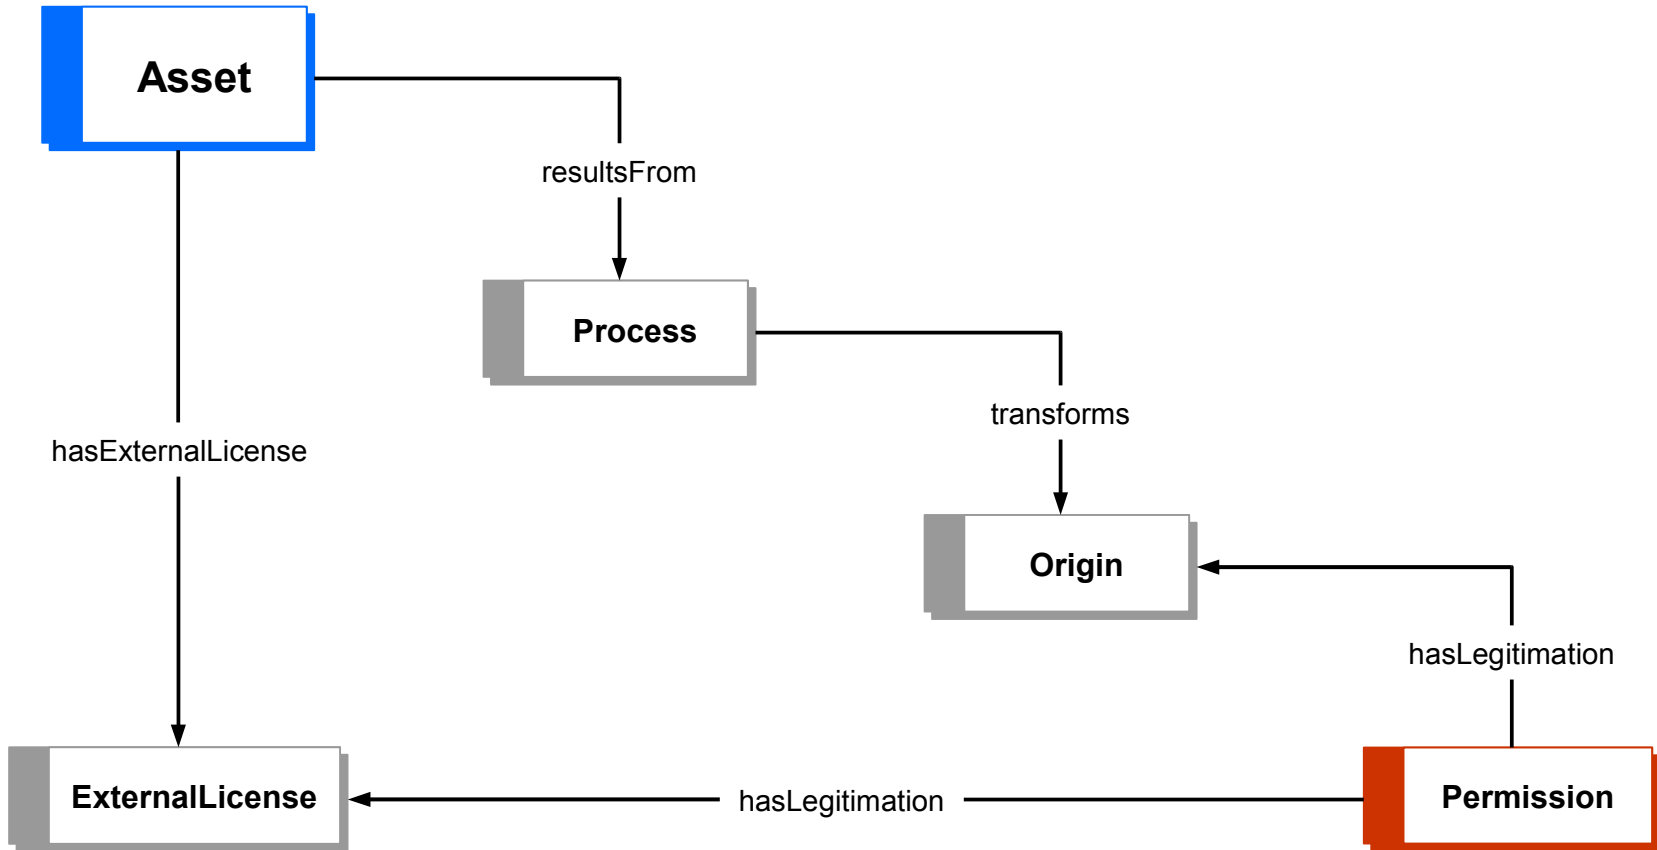 Asset
resultsFrom
Process
transforms
hasExternalLicense
Origin
hasLegitimation
ExternalLicense
hasLegitimation
Permission